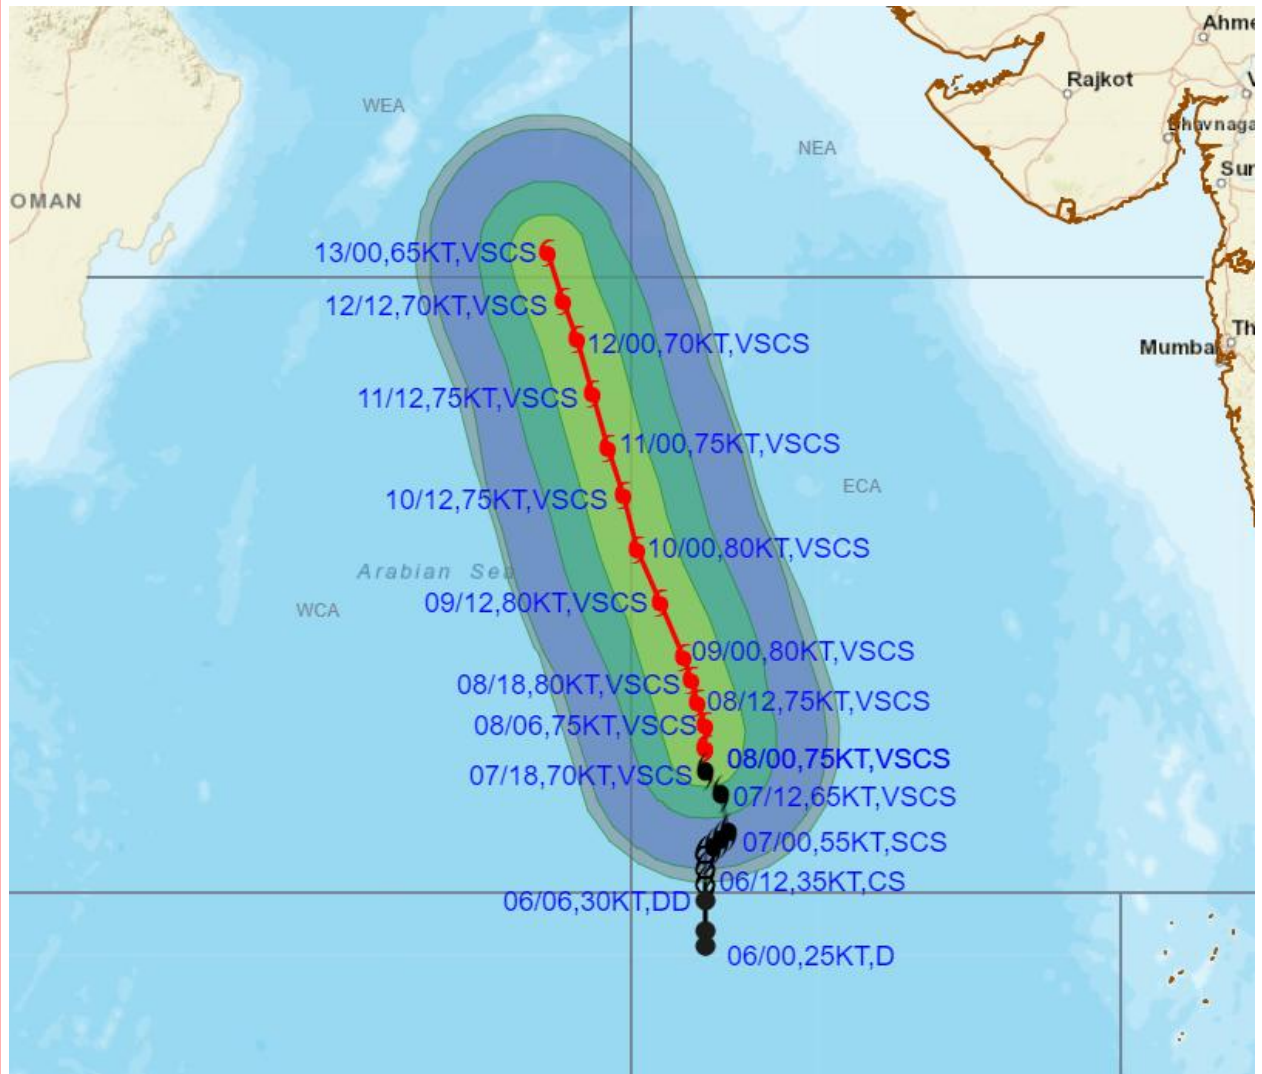 Ahme
Rajkot
WEA
NEA
Bhavnaga
Sur
OMAN
13/00,65KT,VSCS
12/12,70KT,VSCS
12/00,70KT,VSCS
Th
Mumba
11/12,75KT,VSCS
11/00,75KT,VSCS
ECA
10/12,75KT,VSCS
10/00,80KT,VSCS
Arabian Sea
09/12,80KT,VSCS
WCA
09/00,80KT,VSCS
08/18,80KT,VSCS
08/12,75KT,VSCS
08/06,75KT,VSCS
08/00,75KT,VSCS
07/18,70KT,VSCS
07/12,65KT,VSCS
07/00,55KT,SCS
06/12,35KT,CS
06/06,30KT,DD
06/00,25KT,D